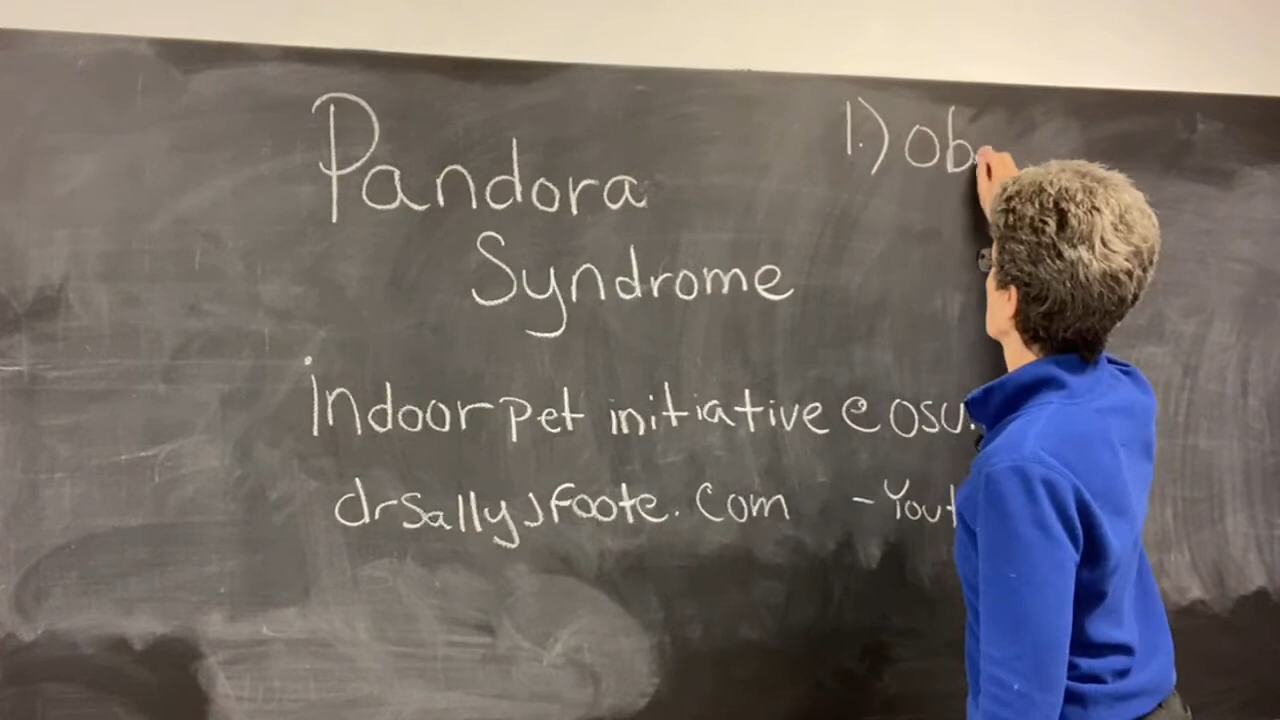 Pandora
Syndrome
1.) Ob
indoor pet initiative @ osu.
drsallyjfoote.com - Yout